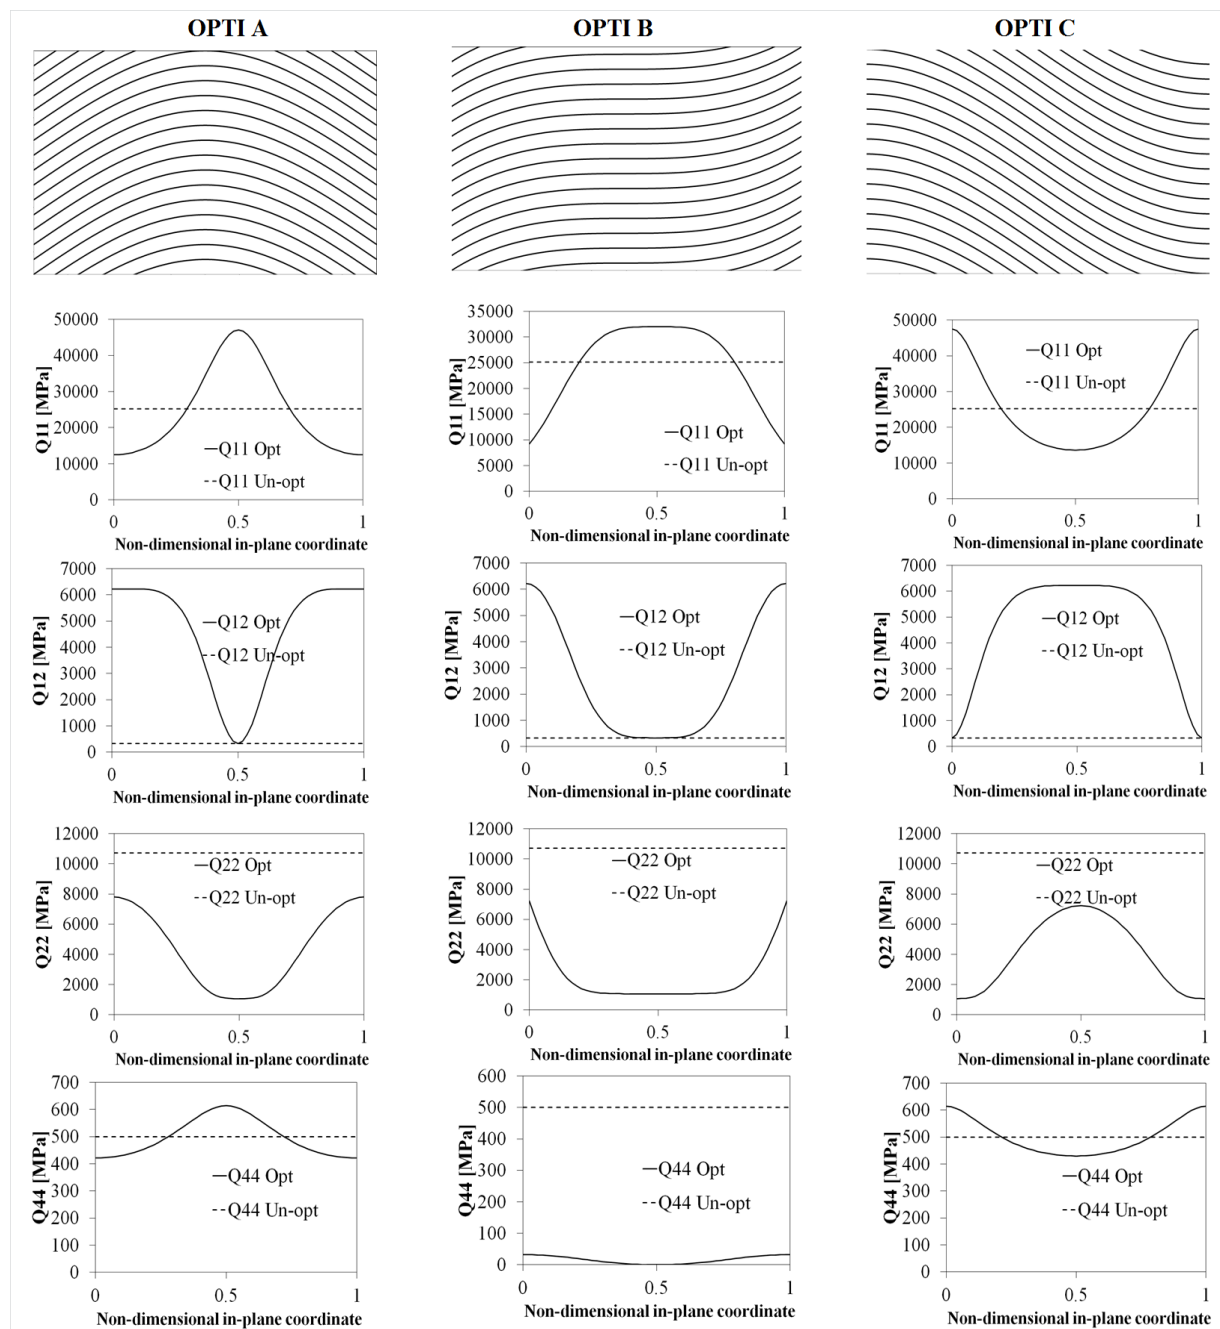 OPTI A
OPTI B
OPTI C
Q11 [MPa]
50000
40000
30000
20000
10000
0
Q11 Opt
Q11 Un-opt
0
0.5
1
Non-dimensional in-plane coordinate
Q11 [MPa]
35000
30000
25000
20000
15000
10000
5000
0
Q11 Opt
Q11 Un-opt
0
0.5
1
Non-dimensional in-plane coordinate
Q11 [MPa]
50000
40000
30000
20000
10000
0
Q11 Opt
Q11 Un-opt
0
0.5
1
Non-dimensional in-plane coordinate
Q12 [MPa]
7000
6000
5000
4000
3000
2000
1000
0
Q12 Opt
Q12 Un-opt
0
0.5
1
Non-dimensional in-plane coordinate
Q12 [MPa]
7000
6000
5000
4000
3000
2000
1000
0
Q12 Opt
Q12 Un-opt
0
0.5
1
Non-dimensional in-plane coordinate
Q12 [MPa]
7000
6000
5000
4000
3000
2000
1000
0
Q12 Opt
Q12 Un-opt
0
0.5
1
Non-dimensional in-plane coordinate
Q22 [MPa]
12000
10000
8000
6000
4000
2000
0
Q22 Opt
Q22 Un-opt
0
0.5
1
Non-dimensional in-plane coordinate
Q22 [MPa]
12000
10000
8000
6000
4000
2000
0
Q22 Opt
Q22 Un-opt
0
0.5
1
Non-dimensional in-plane coordinate
Q22 [MPa]
12000
10000
8000
6000
4000
2000
0
Q22 Opt
Q22 Un-opt
0
0.5
1
Non-dimensional in-plane coordinate
Q44 [MPa]
700
600
500
400
300
200
100
0
Q44 Opt
Q44 Un-opt
0
0.5
1
Non-dimensional in-plane coordinate
Q44 [MPa]
600
500
400
300
200
100
0
Q44 Opt
Q44 Un-opt
0
0.5
1
Non-dimensional in-plane coordinate
Q44 [MPa]
700
600
500
400
300
200
100
0
Q44 Opt
Q44 Un-opt
0
0.5
1
Non-dimensional in-plane coordinate